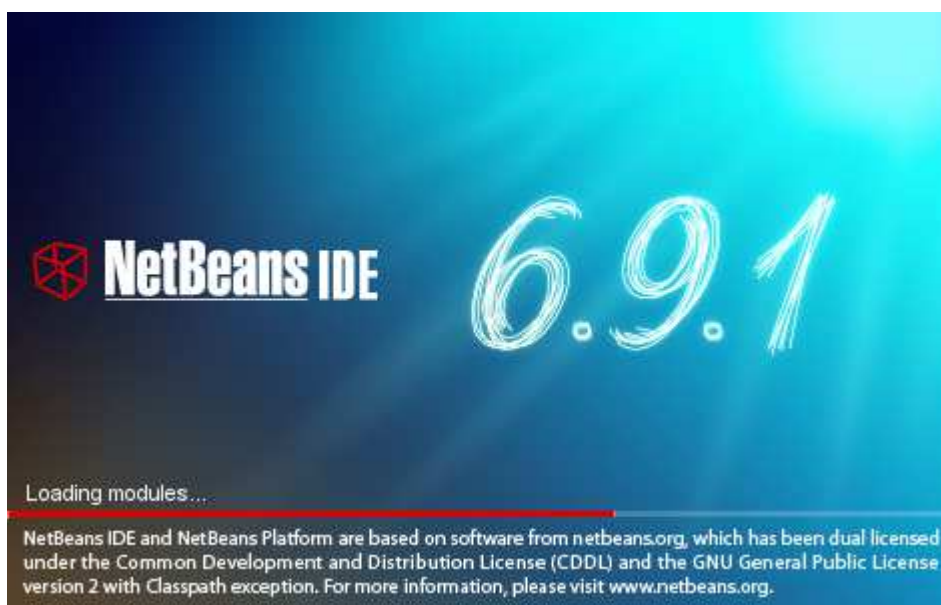 NetBeans IDE
6.9.1
Loading modules...
NetBeans IDE and NetBeans Platform are based on software from netbeans.org, which has been dual licensed
under the Common Development and Distribution License (CDDL) and the GNU General Public License
version 2 with Classpath exception. For more information, please visit www.netbeans.org.